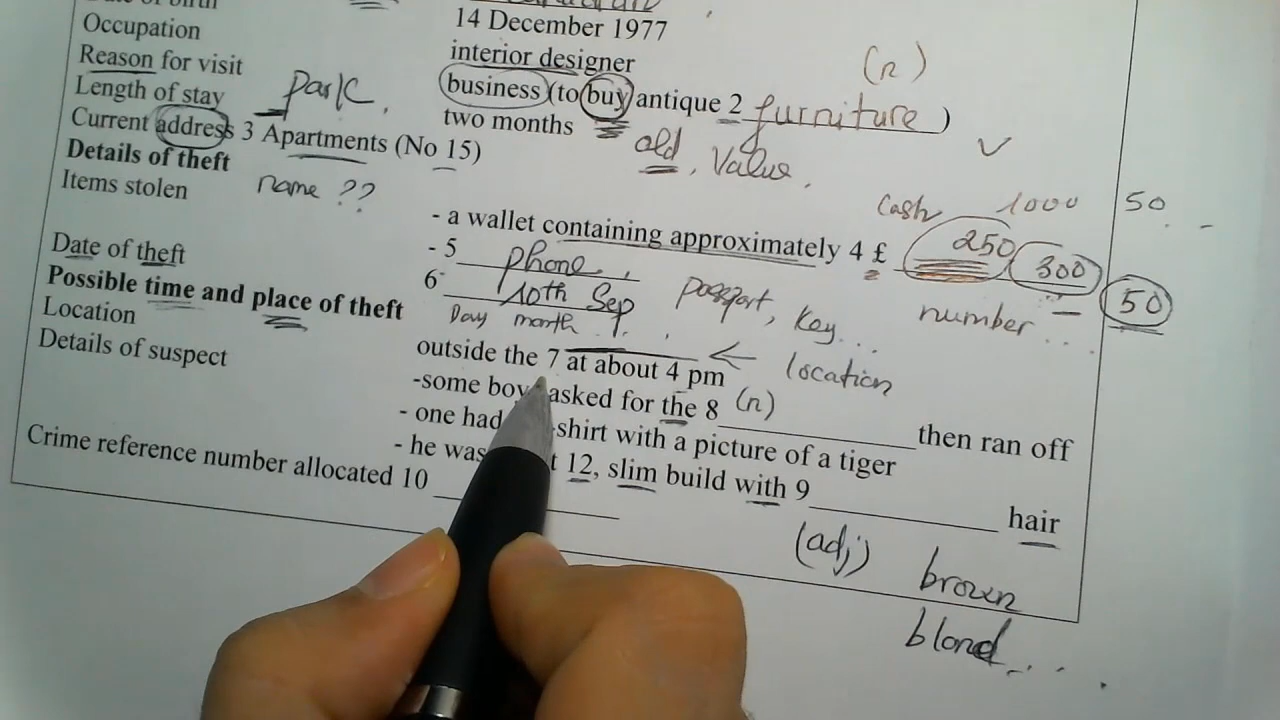 14 December 1977
Occupation
interior designer
(n)
Reason for visit
business (to buy antique 2 furniture)
Length of stay
park,
two months
old, value,
Current address 3 Apartments (No 15)
name ??
Details of theft
Items stolen
cash 1000 50
- a wallet containing approximately 4 £ 250 300
50
- 5 phone,
Date of theft
6 10th Sep
passport, key...
number...
Day month
Possible time and place of theft
Location
outside the 7 at about 4 pm
location
Details of suspect
-some boy asked for the 8 then ran off
(n)
- one had shirt with a picture of a tiger
- he was 12, slim build with 9 hair
(adj) brown
blond...
Crime reference number allocated 10